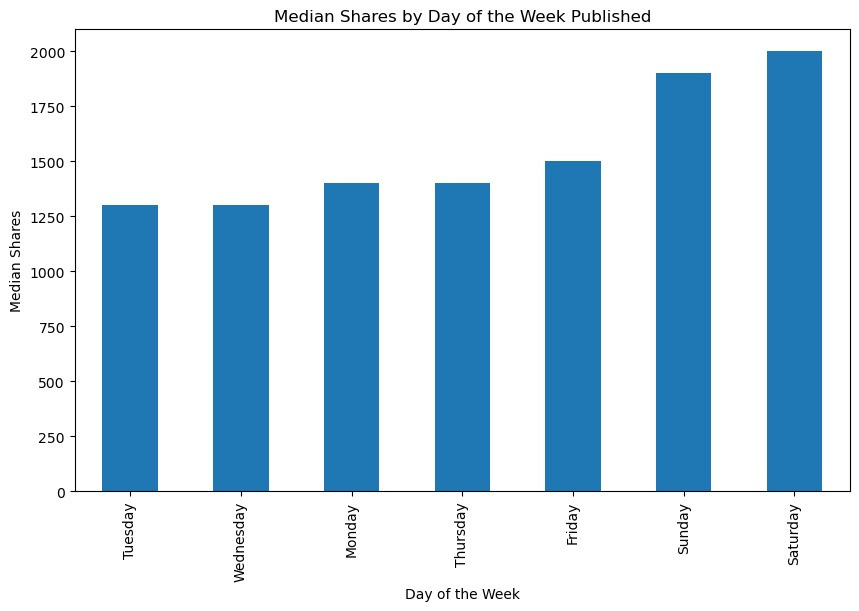 Median Shares by Day of the Week Published
Median Shares
2000
1750
1500
1250
1000
750
500
250
0
Tuesday
Wednesday
Monday
Thursday
Friday
Sunday
Saturday
Day of the Week